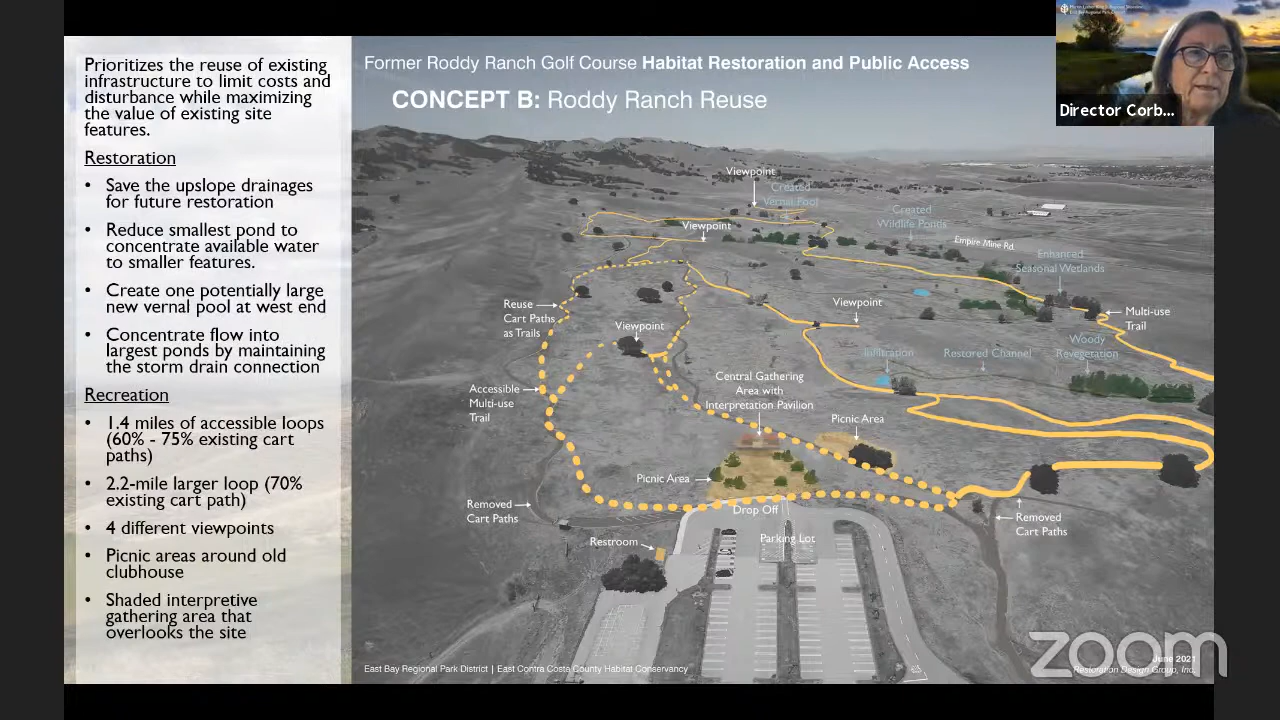 Prioritizes the reuse of existing
infrastructure to limit costs and
disturbance while maximizing
the value of existing site
features.
Restoration
• Save the upslope drainages
for future restoration
• Reduce smallest pond to
concentrate available water
to smaller features.
• Create one potentially large
new vernal pool at west end
• Concentrate flow into
largest ponds by maintaining
the storm drain connection
Recreation
• 1.4 miles of accessible loops
(60% - 75% existing cart
paths)
• 2.2-mile larger loop (70%
existing cart path)
• 4 different viewpoints
• Picnic areas around old
clubhouse
• Shaded interpretive
gathering area that
overlooks the site
Former Roddy Ranch Golf Course Habitat Restoration and Public Access
CONCEPT B: Roddy Ranch Reuse
Viewpoint
Created
Vernal Pool
Viewpoint
Created
Wildlife Ponds
Empire Mine Rd.
Enhanced
Seasonal Wetlands
Reuse
Cart Paths
as Trails
Viewpoint
Viewpoint
Multi-use
Trail
Infiltration
Restored Channel
Woody
Revegetation
Accessible
Multi-use
Trail
Central Gathering
Area with
Interpretation Pavilion
Picnic Area
Picnic Area
Removed
Cart Paths
Drop Off
Removed
Cart Paths
Restroom
Parking Lot
East Bay Regional Park District | East Contra Costa County Habitat Conservancy
June 2021
Restoration Design Group, Inc.
Director Corb...
zoom